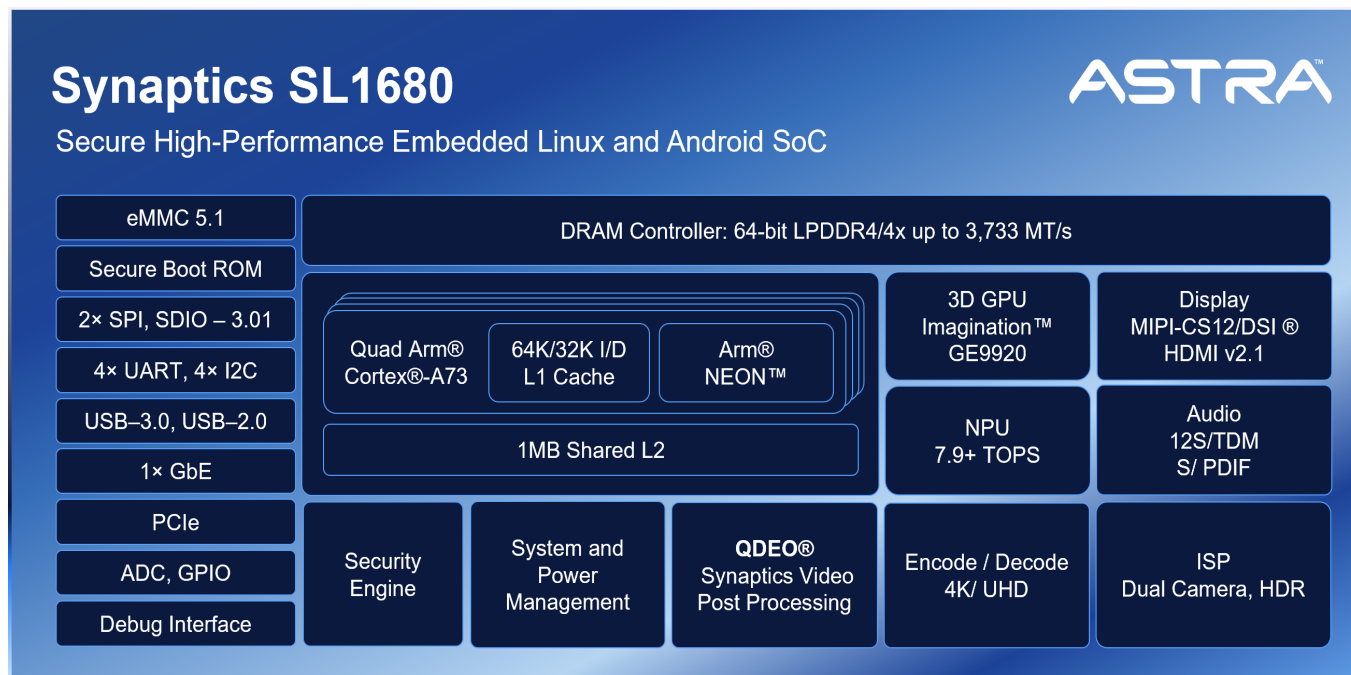 Synaptics SL1680
ASTRA™
Secure High-Performance Embedded Linux and Android SoC
eMMC 5.1
Secure Boot ROM
2× SPI, SDIO – 3.01
4× UART, 4× I2C
USB–3.0, USB–2.0
1× GbE
PCIe
ADC, GPIO
Debug Interface
DRAM Controller: 64-bit LPDDR4/4x up to 3,733 MT/s
Quad Arm®
Cortex®-A73
64K/32K I/D
L1 Cache
Arm®
NEON™
1MB Shared L2
3D GPU
Imagination™
GE9920
Display
MIPI-CS12/DSI ®
HDMI v2.1
NPU
7.9+ TOPS
Audio
12S/TDM
S/ PDIF
Security
Engine
System and
Power
Management
QDEO®
Synaptics Video
Post Processing
Encode / Decode
4K/ UHD
ISP
Dual Camera, HDR